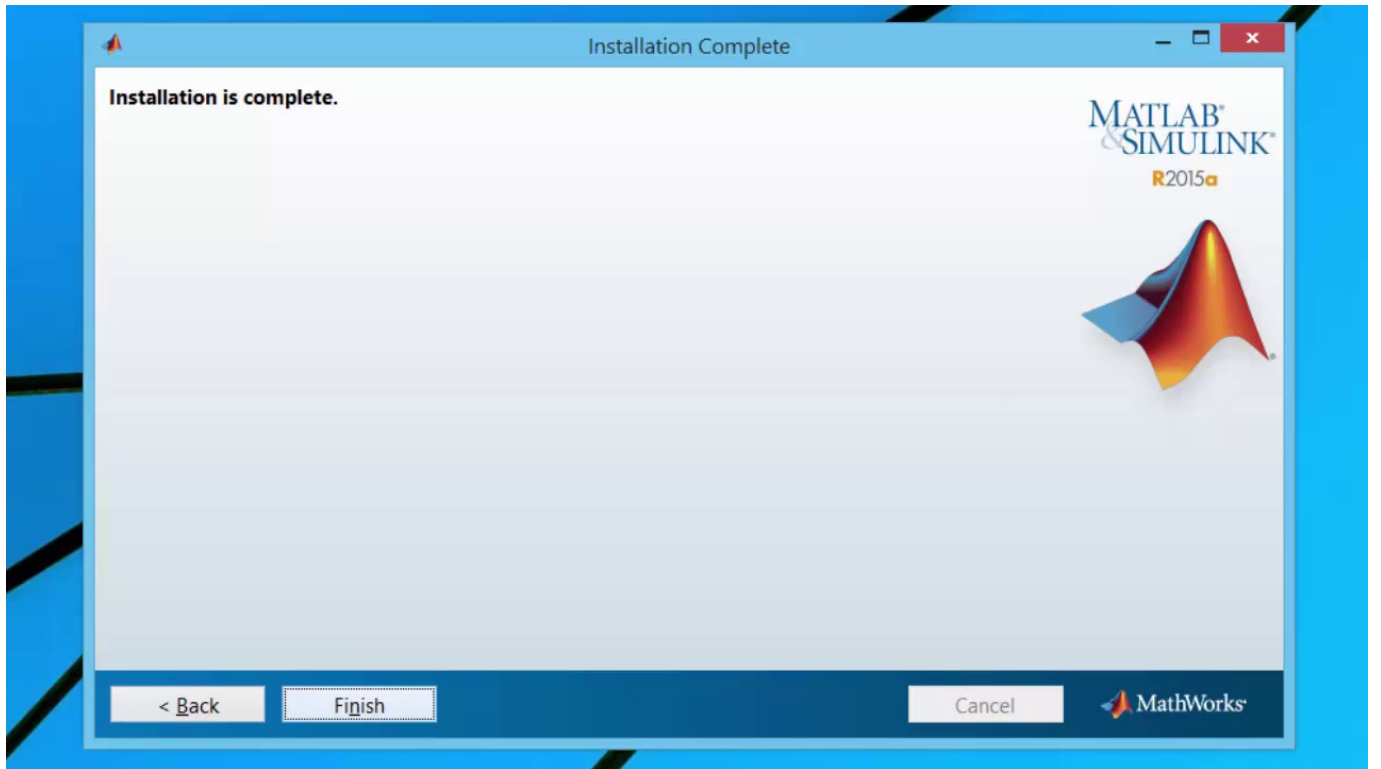 Installation Complete
Installation is complete.
MATLAB®
&SIMULINK®
R2015a
< Back
Finish
Cancel
MathWorks®